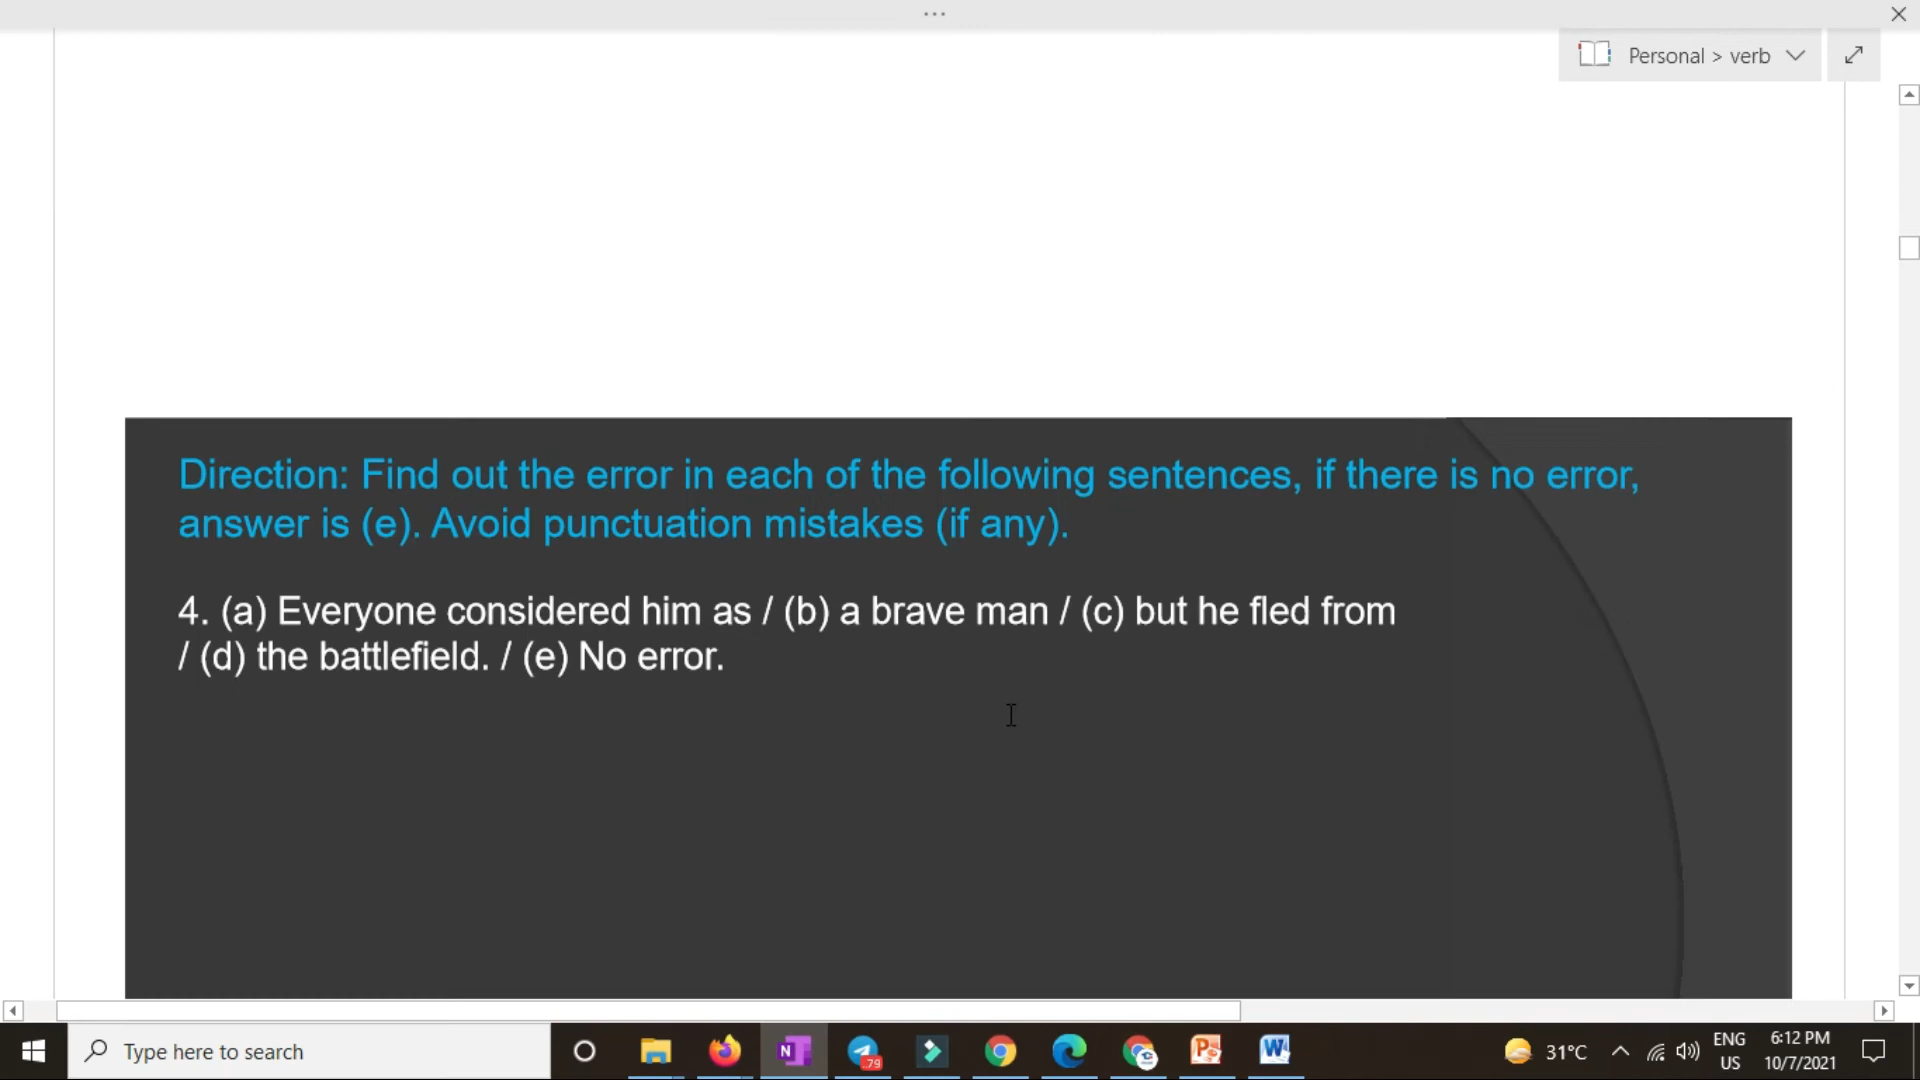 Personal > verb
Direction: Find out the error in each of the following sentences, if there is no error,
answer is (e). Avoid punctuation mistakes (if any).
4. (a) Everyone considered him as / (b) a brave man / (c) but he fled from
/ (d) the battlefield. / (e) No error.
Type here to search
79
31°C
ENG
US
6:12 PM
10/7/2021